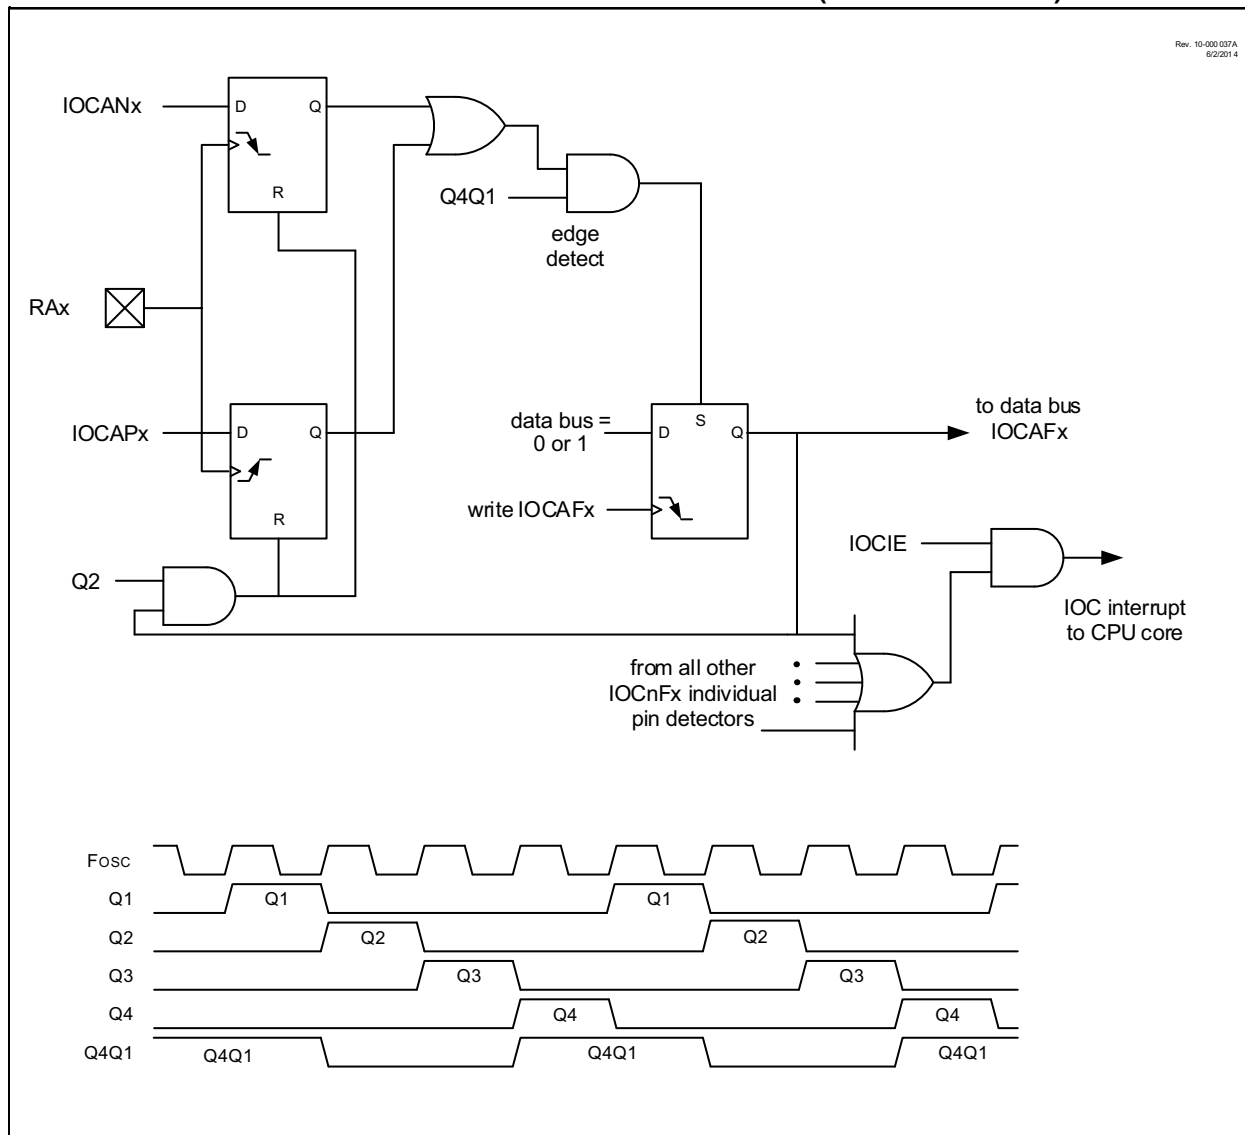 Rev. 10-000 037A
6/2/201 4
IOCANx
D
Q
R
Q4Q1
edge
detect
RAx
IOCAPx
D
Q
R
data bus =
0 or 1
S
D
Q
to data bus
IOCAFx
write IOCAFx
IOCIE
Q2
IOC interrupt
to CPU core
from all other
IOCnFx individual
pin detectors
FOSC
Q1
Q1
Q1
Q2
Q2
Q2
Q3
Q3
Q3
Q4
Q4
Q4
Q4Q1
Q4Q1
Q4Q1
Q4Q1